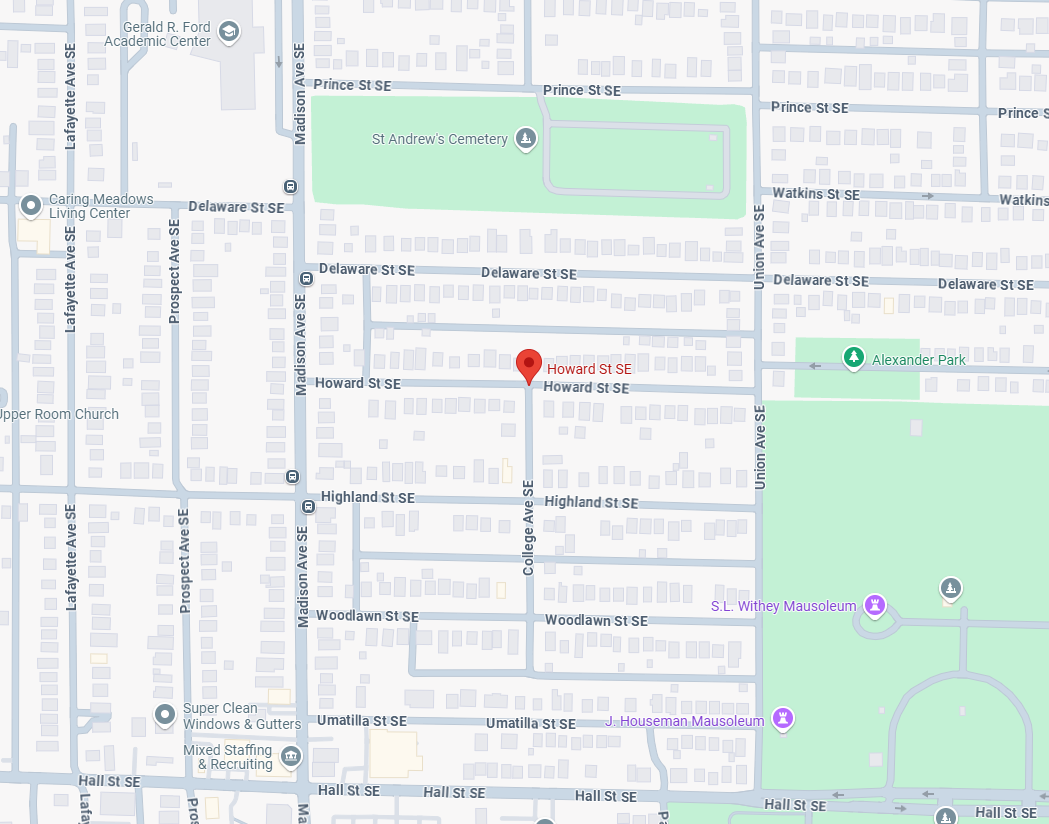 Gerald R. Ford
Academic Center
Lafayette Ave SE
Madison Ave SE
Prince St SE
Prince St SE
Prince St SE
Prince S
St Andrew's Cemetery
Caring Meadows
Living Center
Delaware St SE
Watkins St SE
Watkins
Lafayette Ave SE
Prospect Ave SE
Union Ave SE
Delaware St SE
Delaware St SE
Delaware St SE
Delaware St SE
Madison Ave SE
Alexander Park
Howard St SE
Howard St SE
Howard St SE
Upper Room Church
Union Ave SE
Highland St SE
Highland St SE
Lafayette Ave SE
Prospect Ave SE
Madison Ave SE
College Ave SE
S.L. Withey Mausoleum
Woodlawn St SE
Woodlawn St SE
Super Clean
Windows & Gutters
Umatilla St SE
Umatilla St SE
J. Houseman Mausoleum
Mixed Staffing
& Recruiting
Hall St SE
Hall St SE
Hall St SE
Hall St SE
Hall St SE
Hall St SE
Lafa
Pros
Ma
Pa